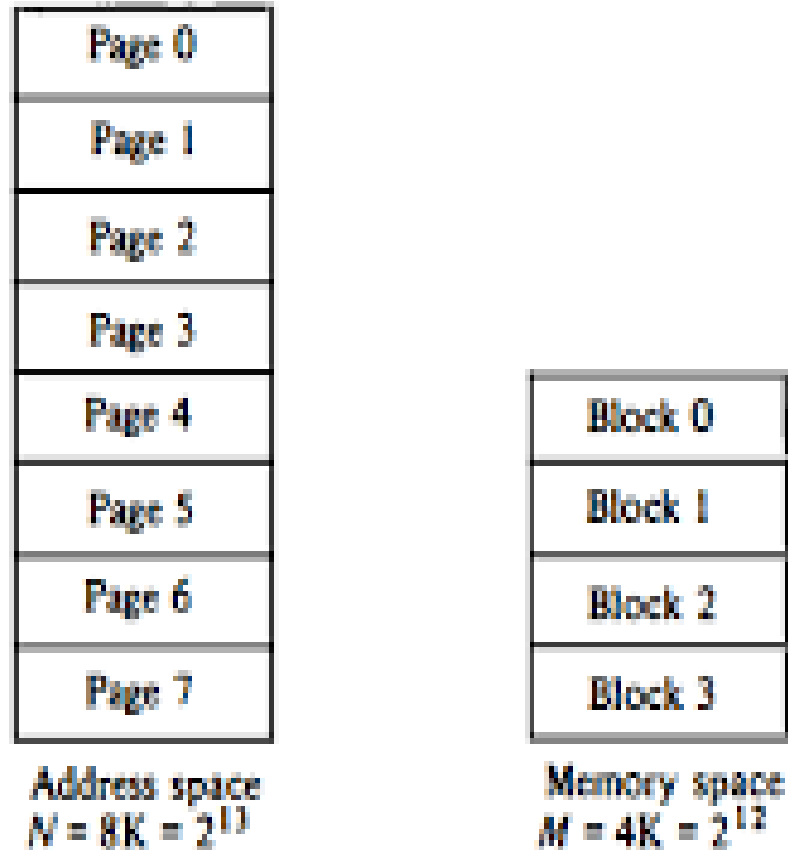 Page 0
Page 1
Page 2
Page 3
Page 4
Page 5
Page 6
Page 7
Address space
N = 8K = 2¹³
Block 0
Block 1
Block 2
Block 3
Memory space
M = 4K = 2¹²